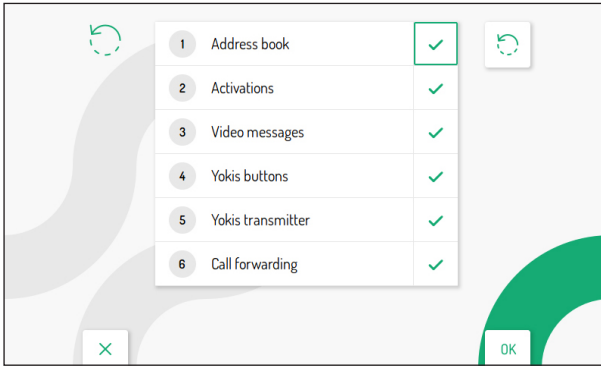 1 Address book
2 Activations
3 Video messages
4 Yokis buttons
5 Yokis transmitter
6 Call forwarding
OK